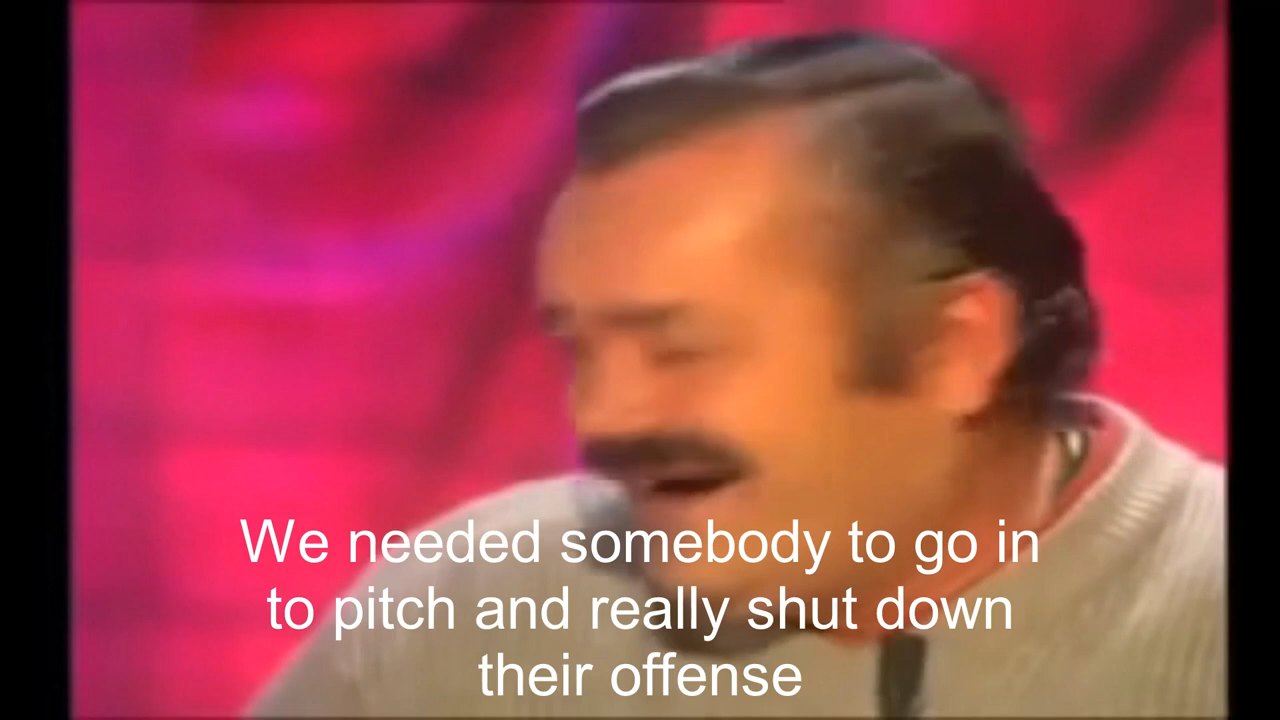 We needed somebody to go in
to pitch and really shut down
their offense